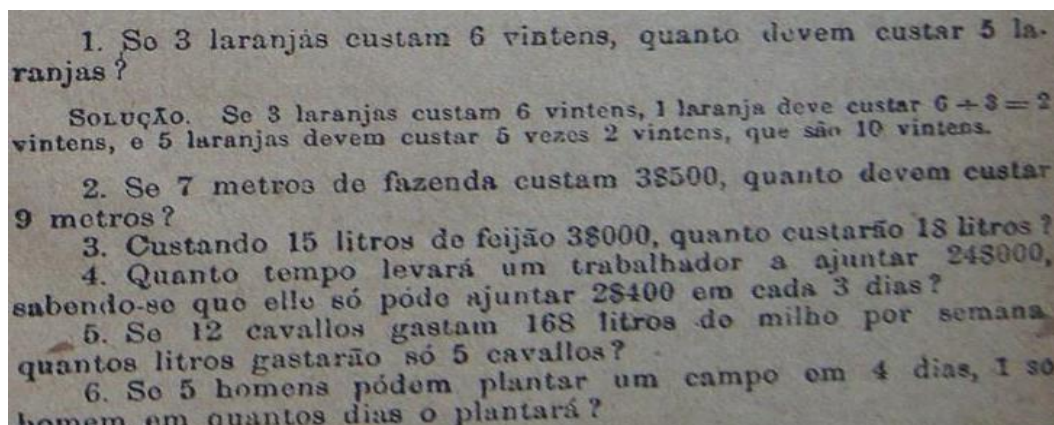 1. So 3 laranjas custam 6 vintens, quanto devem custar 5 la-
ranjas?
SOLUÇÃO. Se 3 laranjas custam 6 vintens, 1 laranja deve custar 6 ÷ 3 = 2
vintens, e 5 laranjas devem custar 5 vezes 2 vintens, que são 10 vintens.
2. Se 7 metros de fazenda custam 3$500, quanto devem custar
9 metros?
3. Custando 15 litros de feijão 3$000, quanto custarão 18 litros?
4. Quanto tempo levará um trabalhador a ajuntar 24$000,
sabendo-se que elle só póde ajuntar 2$400 em cada 3 dias?
5. Se 12 cavallos gastam 168 litros de milho por semana
quantos litros gastarão só 5 cavallos?
6. Se 5 homens pódem plantar um campo em 4 dias, 1 so
homem em quantos dias o plantará?